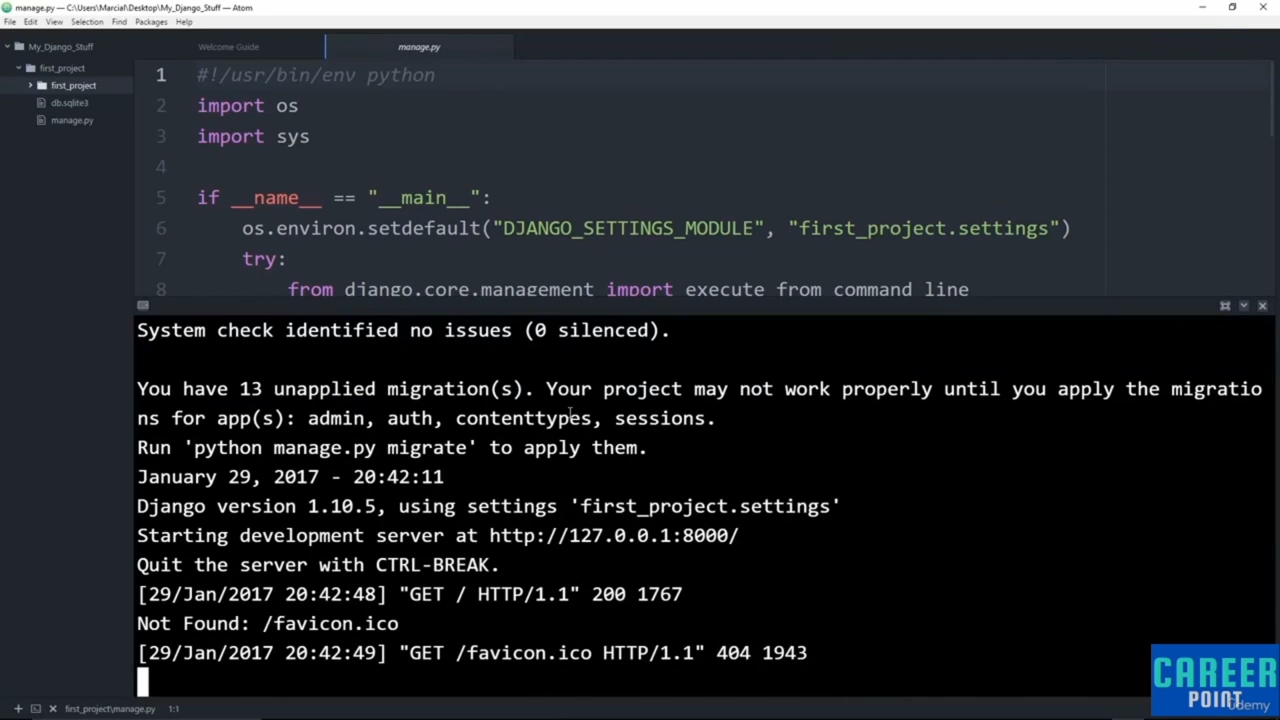 manage.py — C:\Users\Marcial\Desktop\My_Django_Stuff — Atom
File Edit View Selection Find Packages Help
My_Django_Stuff
first_project
first_project
db.sqlite3
manage.py
Welcome Guide
manage.py
1 #!/usr/bin/env python
2 import os
3 import sys
4
5 if __name__ == "__main__":
6 os.environ.setdefault("DJANGO_SETTINGS_MODULE", "first_project.settings")
7 try:
8 from django.core.management import execute_from_command_line
System check identified no issues (0 silenced).
You have 13 unapplied migration(s). Your project may not work properly until you apply the migratio
ns for app(s): admin, auth, contenttypes, sessions.
Run 'python manage.py migrate' to apply them.
January 29, 2017 - 20:42:11
Django version 1.10.5, using settings 'first_project.settings'
Starting development server at http://127.0.0.1:8000/
Quit the server with CTRL-BREAK.
[29/Jan/2017 20:42:48] "GET / HTTP/1.1" 200 1767
Not Found: /favicon.ico
[29/Jan/2017 20:42:49] "GET /favicon.ico HTTP/1.1" 404 1943
first_project\manage.py 1:1
CAREER
POINT
Udemy